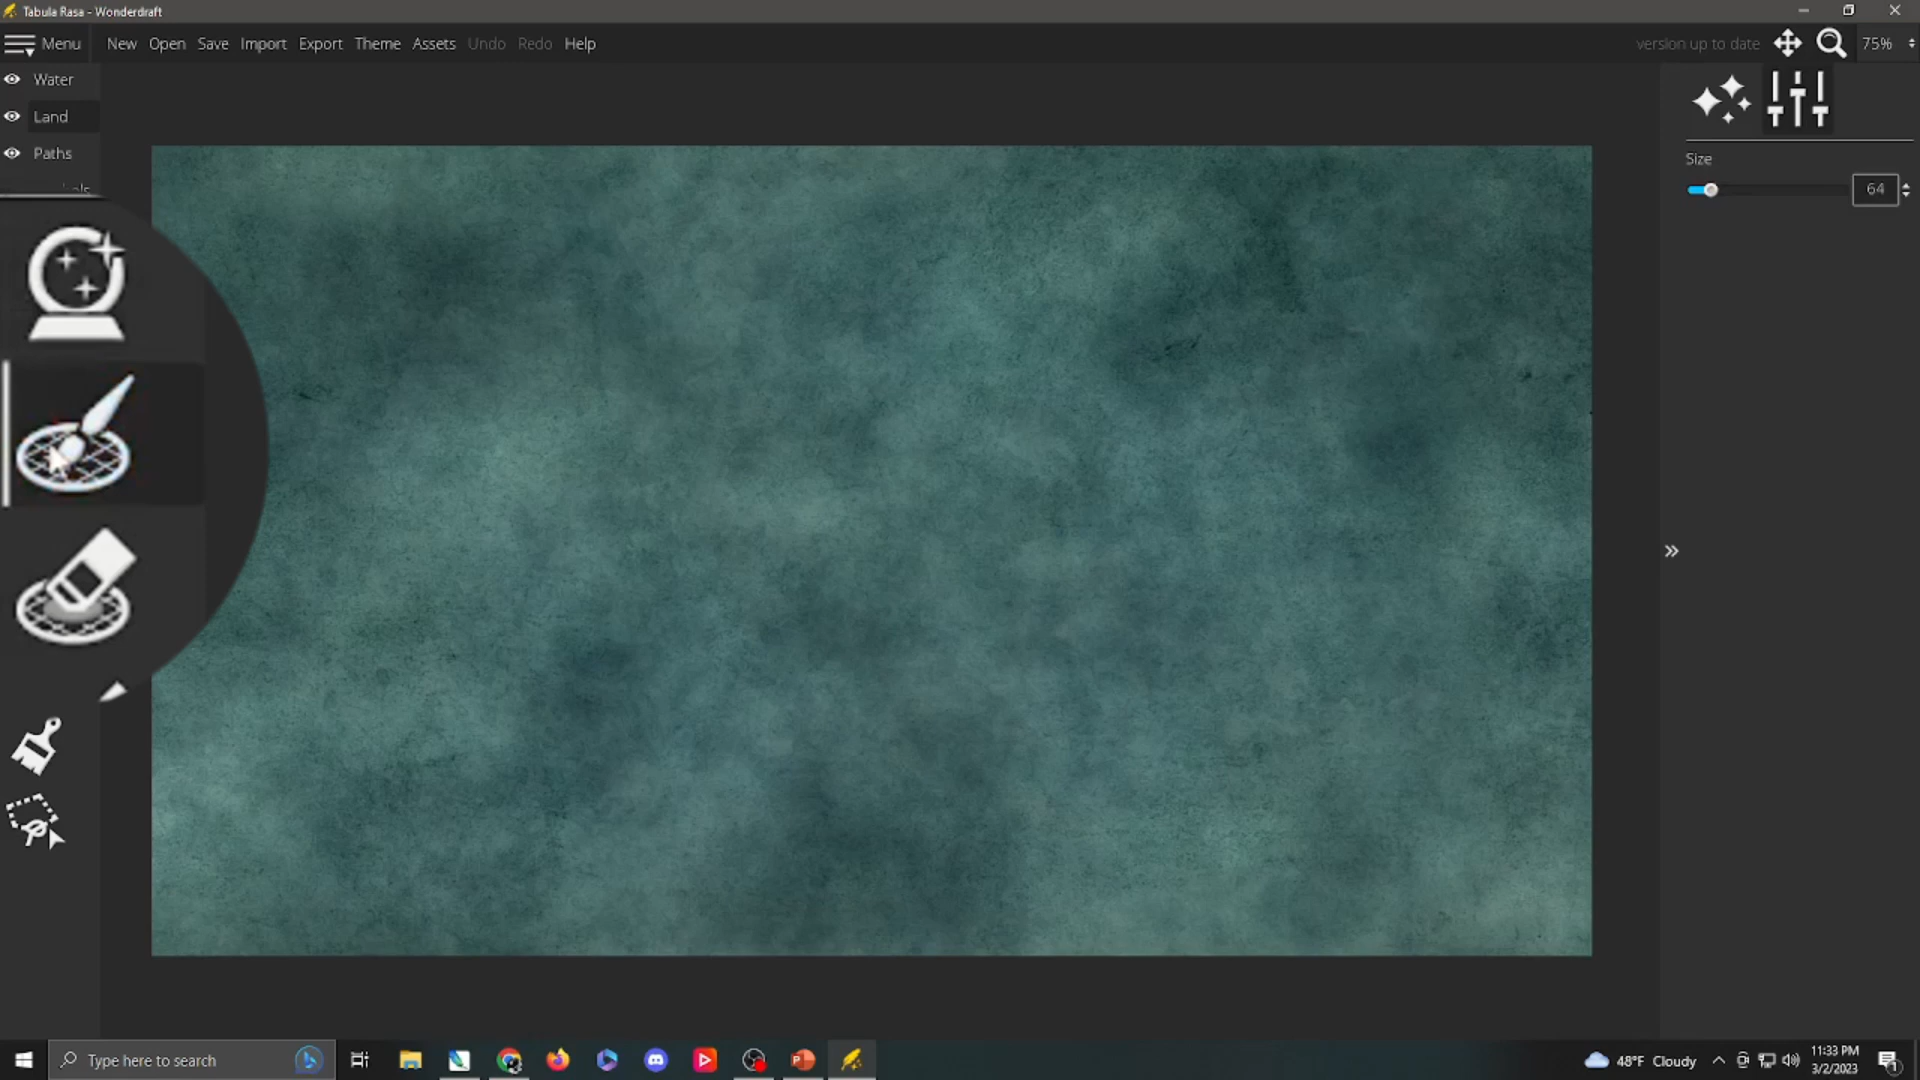 Tabula Rasa - Wonderdraft
Menu New Open Save Import Export Theme Assets Undo Redo Help version up to date 75%
Water
Land
Paths
Size
64
Type here to search
48°F Cloudy
11:33 PM
3/2/2023
1